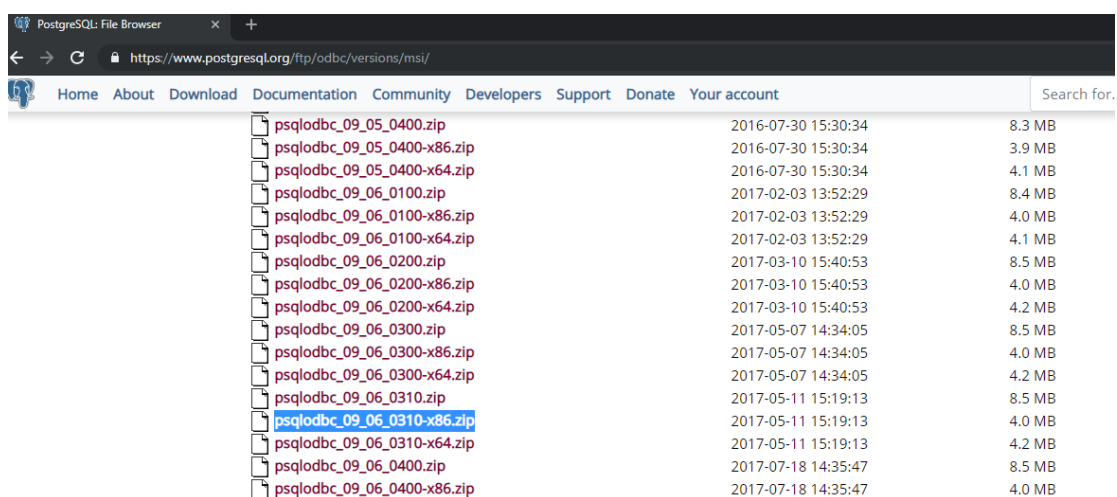 PostgreSQL: File Browser × +
https://www.postgresql.org/ftp/odbc/versions/msi/
Home About Download Documentation Community Developers Support Donate Your account Search for.
psqlodbc_09_05_0400.zip 2016-07-30 15:30:34 8.3 MB
psqlodbc_09_05_0400-x86.zip 2016-07-30 15:30:34 3.9 MB
psqlodbc_09_05_0400-x64.zip 2016-07-30 15:30:34 4.1 MB
psqlodbc_09_06_0100.zip 2017-02-03 13:52:29 8.4 MB
psqlodbc_09_06_0100-x86.zip 2017-02-03 13:52:29 4.0 MB
psqlodbc_09_06_0100-x64.zip 2017-02-03 13:52:29 4.1 MB
psqlodbc_09_06_0200.zip 2017-03-10 15:40:53 8.5 MB
psqlodbc_09_06_0200-x86.zip 2017-03-10 15:40:53 4.0 MB
psqlodbc_09_06_0200-x64.zip 2017-03-10 15:40:53 4.2 MB
psqlodbc_09_06_0300.zip 2017-05-07 14:34:05 8.5 MB
psqlodbc_09_06_0300-x86.zip 2017-05-07 14:34:05 4.0 MB
psqlodbc_09_06_0300-x64.zip 2017-05-07 14:34:05 4.2 MB
psqlodbc_09_06_0310.zip 2017-05-11 15:19:13 8.5 MB
psqlodbc_09_06_0310-x86.zip 2017-05-11 15:19:13 4.0 MB
psqlodbc_09_06_0310-x64.zip 2017-05-11 15:19:13 4.2 MB
psqlodbc_09_06_0400.zip 2017-07-18 14:35:47 8.5 MB
psqlodbc_09_06_0400-x86.zip 2017-07-18 14:35:47 4.0 MB